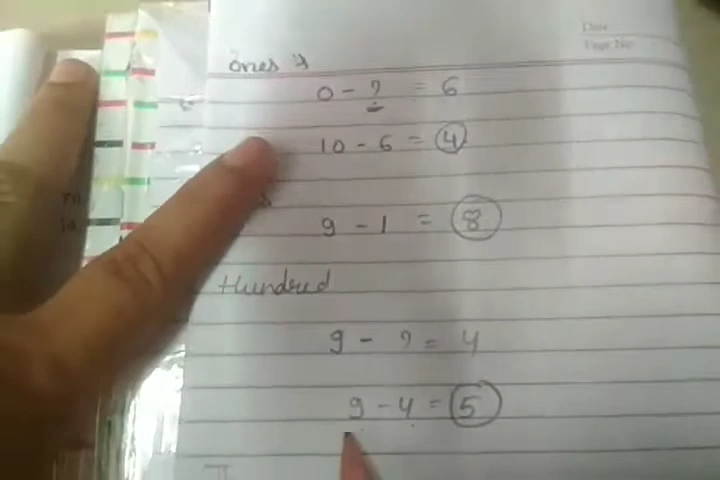 Date
Page No
ones's
0 - ? = 6
10 - 6 = 4
9 - 1 = 8
Hundred
9 - ? = 4
9 - 4 = 5